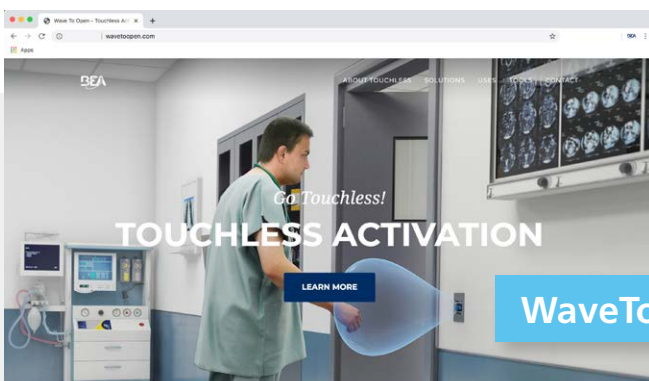 Wave To Open – Touchless Act
wavetoopen.com
BEA
Apps
BEA
ABOUT TOUCHLESS SOLUTIONS USES TOOLS CONTACT
Go Touchless!
TOUCHLESS ACTIVATION
LEARN MORE
WaveTo